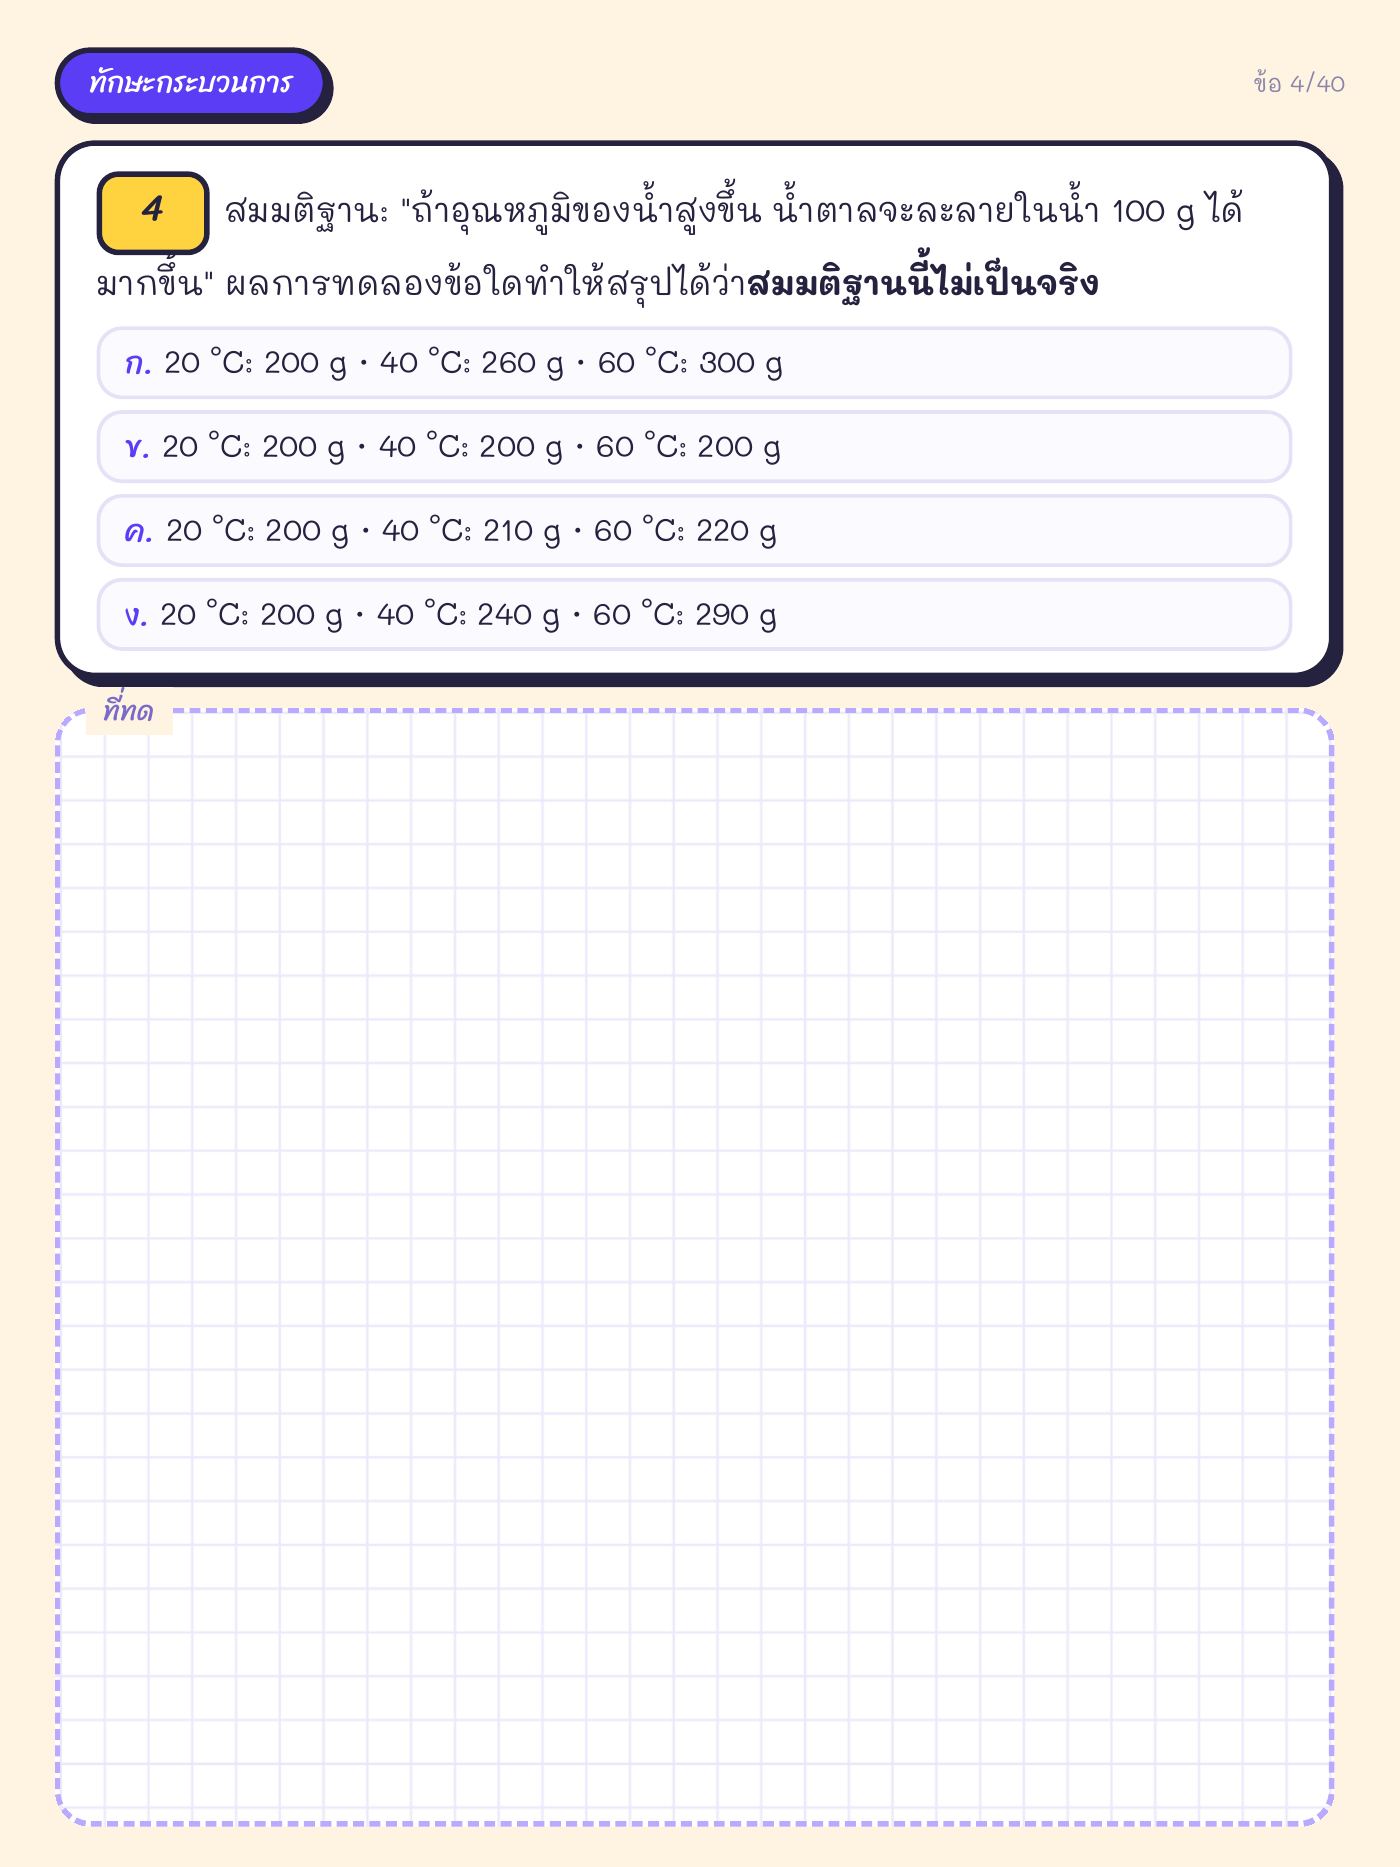 ทักษะกระบวนการ
ข้อ 4/40
4 สมมติฐาน: "ถ้าอุณหภูมิของน้ำสูงขึ้น น้ำตาลจะละลายในน้ำ 100 g ได้
มากขึ้น" ผลการทดลองข้อใดทำให้สรุปได้ว่าสมมติฐานนี้ไม่เป็นจริง
ก. 20 °C: 200 g · 40 °C: 260 g · 60 °C: 300 g
ข. 20 °C: 200 g · 40 °C: 200 g · 60 °C: 200 g
ค. 20 °C: 200 g · 40 °C: 210 g · 60 °C: 220 g
ง. 20 °C: 200 g · 40 °C: 240 g · 60 °C: 290 g
ที่ทด